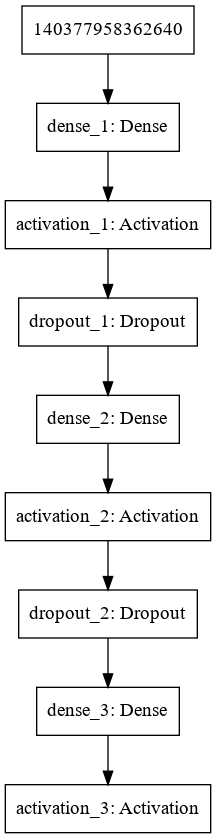 140377958362640
dense_1: Dense
activation_1: Activation
dropout_1: Dropout
dense_2: Dense
activation_2: Activation
dropout_2: Dropout
dense_3: Dense
activation_3: Activation